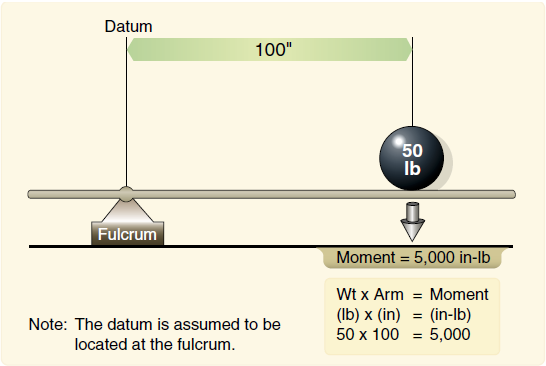 Datum
100"
50
lb
Fulcrum
Moment = 5,000 in-lb
Wt x Arm = Moment
(lb) x (in) = (in-lb)
50 x 100 = 5,000
Note: The datum is assumed to be
located at the fulcrum.